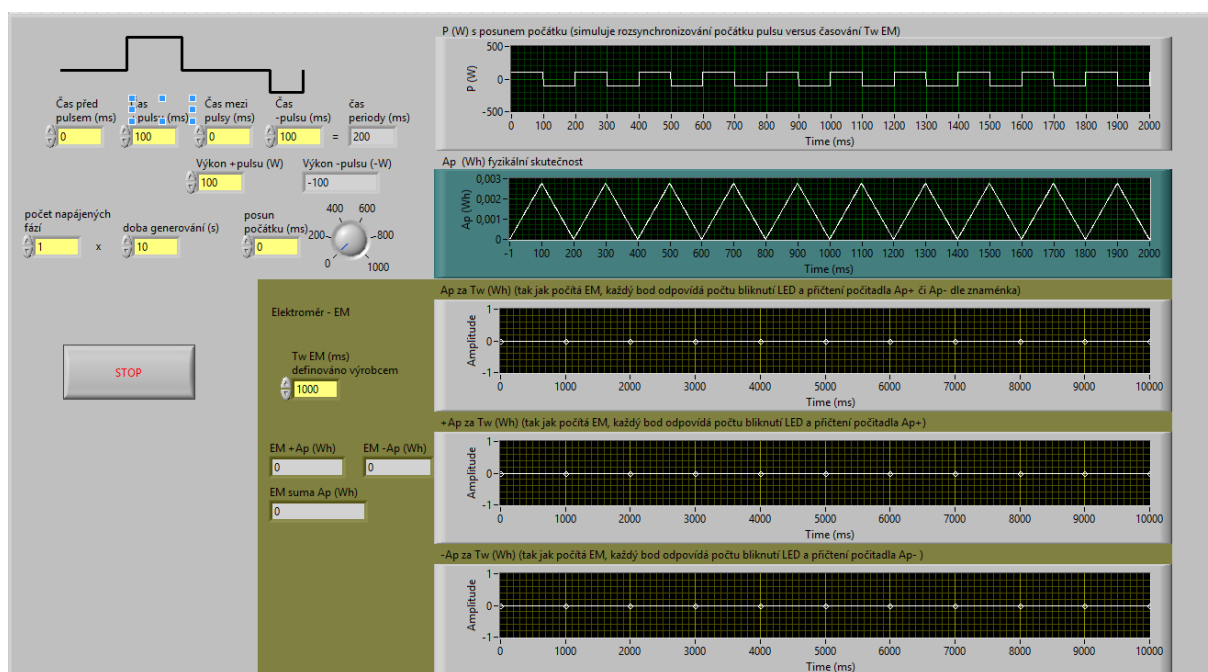 P (W) s posunem počátku (simuluje rozsynchronizování počátku pulsu versus časování Tw EM)
500
0
-500
P (W)
0 100 200 300 400 500 600 700 800 900 1000 1100 1200 1300 1400 1500 1600 1700 1800 1900 2000
Time (ms)
Čas před
pulsem (ms)
0
pulsu (ms)
100
Čas mezi
pulsy (ms)
0
Čas
-pulsu (ms)
100
=
čas
periody (ms)
200
Výkon +pulsu (W)
100
Výkon -pulsu (-W)
-100
počet napájených
fází
1
x
doba generování (s)
10
posun
počátku (ms)
0
0 200 400 600 800 1000
Ap (Wh) fyzikální skutečnost
0,003
0,002
0,001
0
Ap (Wh)
-1 100 200 300 400 500 600 700 800 900 1000 1100 1200 1300 1400 1500 1600 1700 1800 1900 2000
Time (ms)
STOP
Elektroměr - EM
Tw EM (ms)
definováno výrobcem
1000
EM +Ap (Wh)
0
EM -Ap (Wh)
0
EM suma Ap (Wh)
0
Ap za Tw (Wh) (tak jak počítá EM, každý bod odpovídá počtu bliknutí LED a přičtení počitadla Ap+ či Ap- dle znaménka)
1
0
-1
Amplitude
0 1000 2000 3000 4000 5000 6000 7000 8000 9000 10000
Time (ms)
+Ap za Tw (Wh) (tak jak počítá EM, každý bod odpovídá počtu bliknutí LED a přičtení počitadla Ap+)
1
0
-1
Amplitude
0 1000 2000 3000 4000 5000 6000 7000 8000 9000 10000
Time (ms)
-Ap za Tw (Wh) (tak jak počítá EM, každý bod odpovídá počtu bliknutí LED a přičtení počitadla Ap- )
1
0
-1
Amplitude
0 1000 2000 3000 4000 5000 6000 7000 8000 9000 10000
Time (ms)